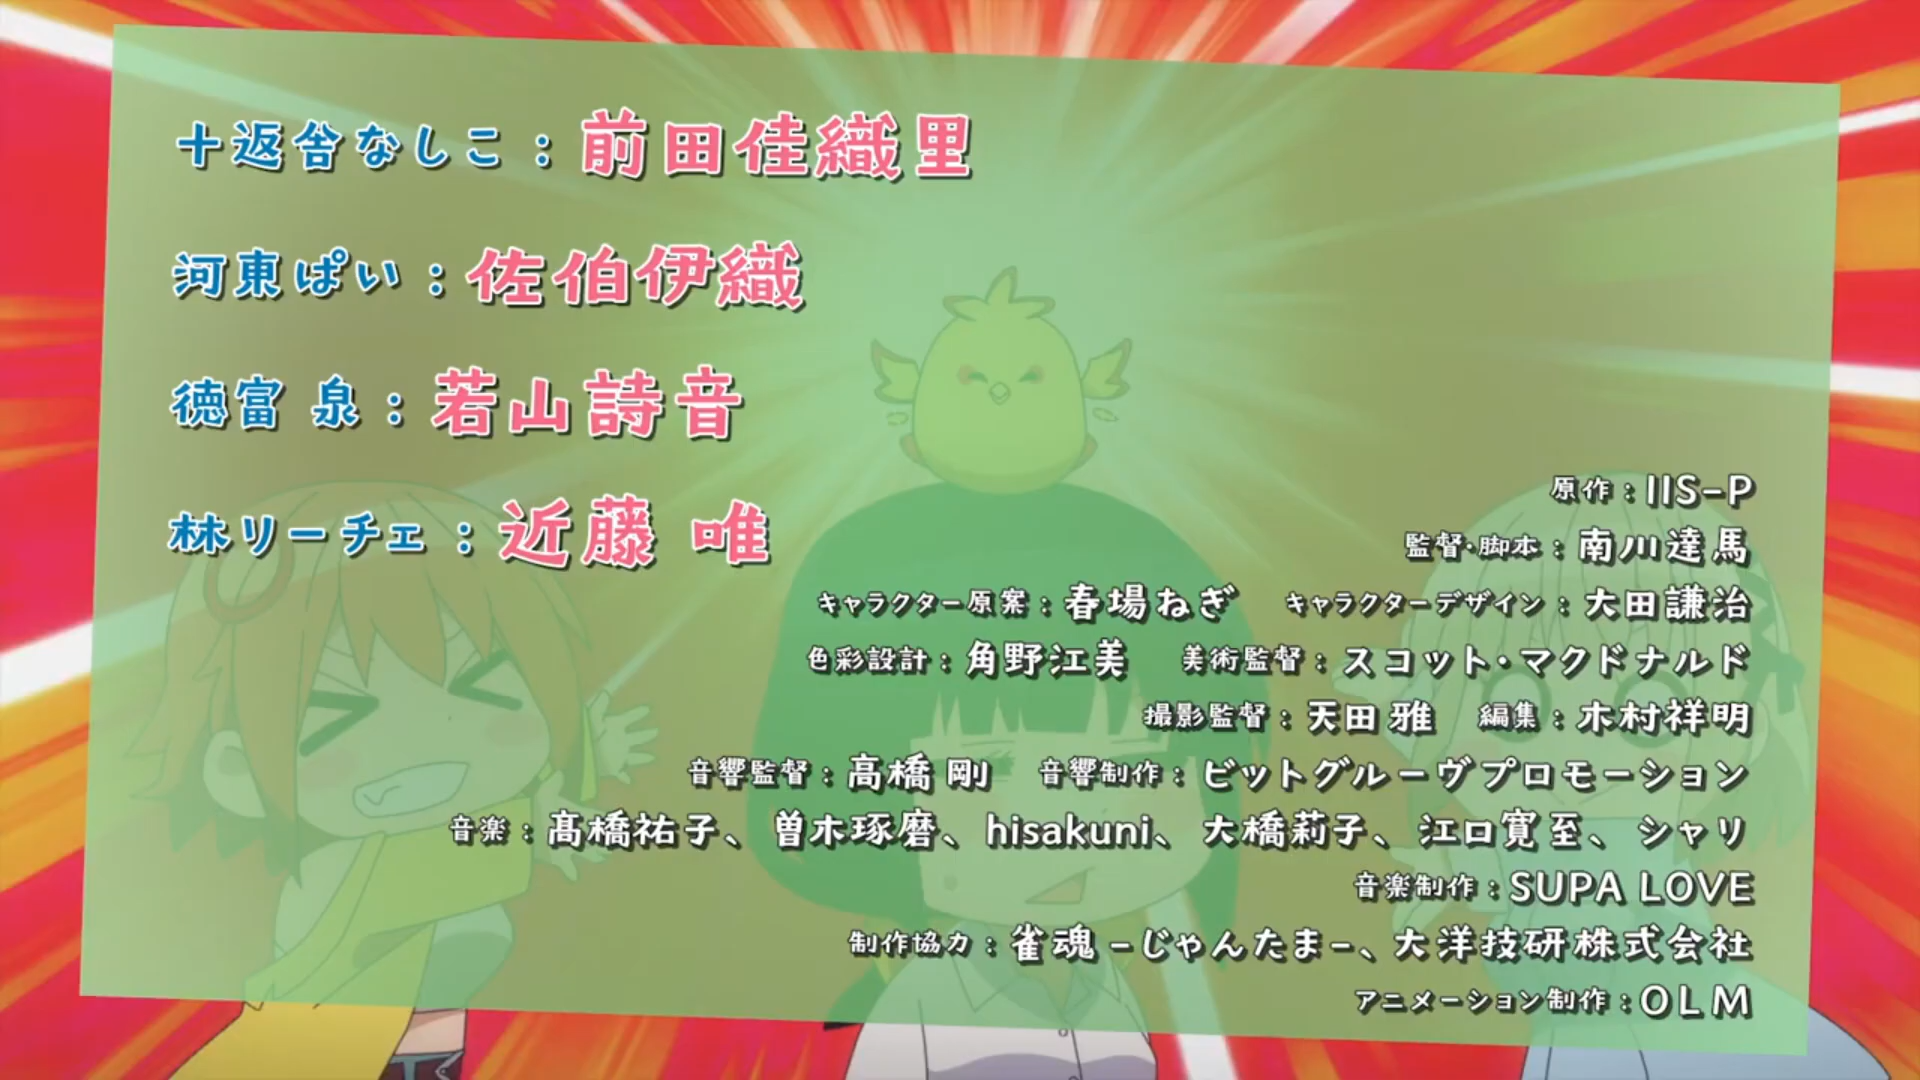 十返舎なしこ：前田佳織里
河東ぱい：佐伯伊織
徳富 泉：若山詩音
林リーチェ：近藤 唯
原作：IIS-P
監督・脚本：南川達馬
キャラクター原案：春場ねぎ キャラクターデザイン：大田謙治
色彩設計：角野江美 美術監督：スコット・マクドナルド
撮影監督：天田 雅 編集：木村祥明
音響監督：高橋 剛 音響制作：ビットグルーヴプロモーション
音楽：髙橋祐子、曽木琢磨、hisakuni、大橋莉子、江口寛至、シャリ
音楽制作：SUPA LOVE
制作協力：雀魂 -じゃんたま-、大洋技研株式会社
アニメーション制作：OLM